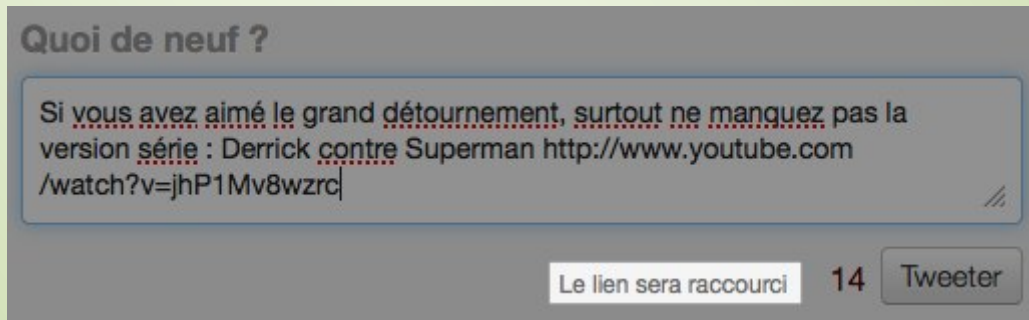 Quoi de neuf ?
Si vous avez aimé le grand détournement, surtout ne manquez pas la
version série : Derrick contre Superman http://www.youtube.com
/watch?v=jhP1Mv8wzrc
Le lien sera raccourci 14 Tweeter